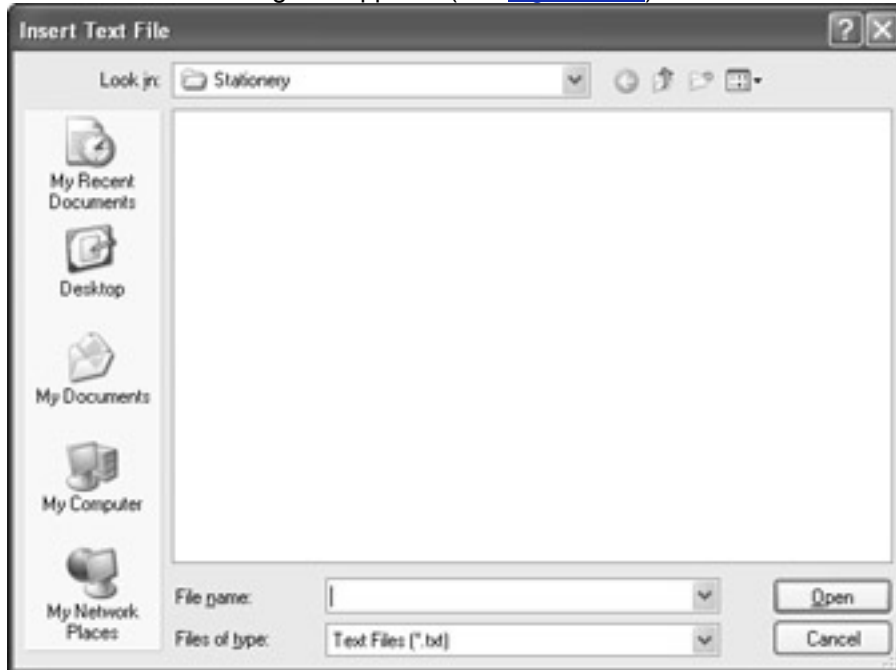 Insert Text File
Look in: Stationery
My Recent
Documents
Desktop
My Documents
My Computer
My Network
Places
File name:
Open
Files of type: Text Files (*.txt)
Cancel